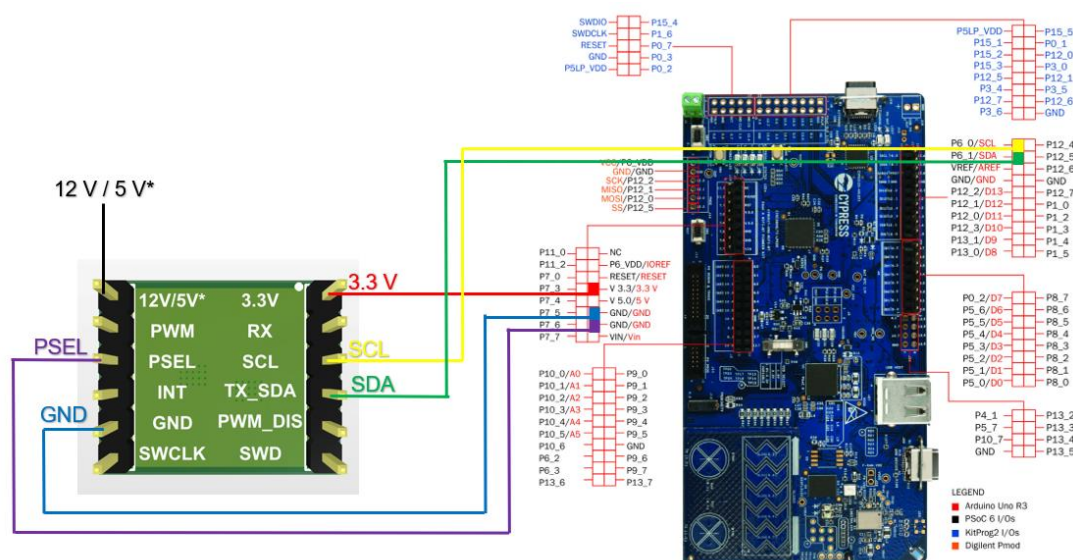 SWDIO P15_4
SWDCLK P1_6
RESET P0_7
GND P0_3
P5LP_VDD P0_2
P5LP_VDD P15_5
P15_1 P0_1
P15_2 P12_0
P15_3 P3_0
P12_5 P12_1
P3_4 P3_5
P12_7 P12_6
P3_6 GND
P6_0/SCL P12_4
P6_1/SDA P12_5
VREF/AREF P12_6
GND/GND P12_7
P12_2/D13 P1_0
P12_1/D12 P1_2
P12_0/D11 P1_3
P12_3/D10 P1_4
P13_1/D9 P1_5
P13_0/D8
VDD/P6_VDD
GND/GND
SCK/P12_2
MISO/P12_1
MOSI/P12_0
SS/P12_5
CYPRESS
12 V / 5 V*
3.3 V
12V/5V* 3.3V
PWM RX
PSEL
PSEL SCL
SCL
INT TX_SDA
SDA
GND
GND PWM_DIS
SWCLK SWD
P11_0 NC
P11_2 P6_VDD/IOREF
P7_0 RESET/RESET
P7_3 V 3.3/3.3 V
P7_4 V 5.0/5 V
P7_5 GND/GND
P7_6 GND/GND
P7_7 VIN/Vin
P10_0/A0 P9_0
P10_1/A1 P9_1
P10_2/A2 P9_2
P10_3/A3 P9_3
P10_4/A4 P9_4
P10_5/A5 P9_5
P10_6 GND
P6_2 P9_6
P6_3 P9_7
P13_6 P13_7
P0_2/D7 P8_7
P5_6/D6 P8_6
P5_5/D5 P8_5
P5_4/D4 P8_4
P5_3/D3 P8_3
P5_2/D2 P8_2
P5_1/D1 P8_1
P5_0/D0 P8_0
P4_1 P13_2
P5_7 P13_3
P10_7 P13_4
GND P13_5
LEGEND
Arduino Uno R3
PSoC 6 I/Os
KitProg2 I/Os
Digilent Pmod